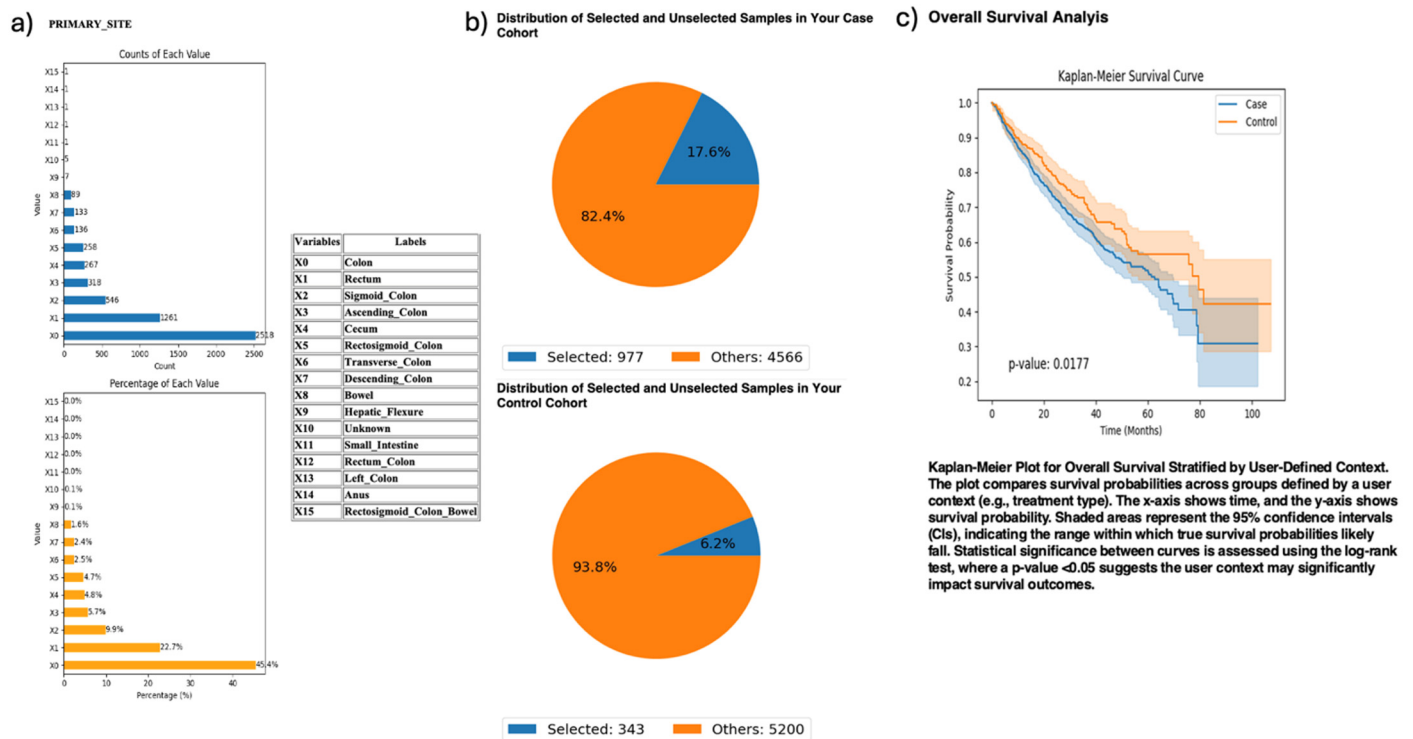 a)
PRIMARY_SITE
Counts of Each Value
X15
1
X14
1
X13
1
X12
1
X11
1
X10
5
X9
7
X8
89
X7
133
X6
136
X5
258
X4
267
X3
318
X2
546
X1
1261
X0
2518
Value
0 500 1000 1500 2000 2500
Count
Percentage of Each Value
X15
0.0%
X14
0.0%
X13
0.0%
X12
0.0%
X11
0.0%
X10
0.1%
X9
0.1%
X8
1.6%
X7
2.4%
X6
2.5%
X5
4.7%
X4
4.8%
X3
5.7%
X2
9.9%
X1
22.7%
X0
45.4%
Value
0 10 20 30 40
Percentage (%)
Variables Labels
X0 Colon
X1 Rectum
X2 Sigmoid_Colon
X3 Ascending_Colon
X4 Cecum
X5 Rectosigmoid_Colon
X6 Transverse_Colon
X7 Descending_Colon
X8 Bowel
X9 Hepatic_Flexure
X10 Unknown
X11 Small_Intestine
X12 Rectum_Colon
X13 Left_Colon
X14 Anus
X15 Rectosigmoid_Colon_Bowel
b)
Distribution of Selected and Unselected Samples in Your Case
Cohort
17.6%
82.4%
Selected: 977 Others: 4566
Distribution of Selected and Unselected Samples in Your
Control Cohort
6.2%
93.8%
Selected: 343 Others: 5200
c)
Overall Survival Analyis
Kaplan-Meier Survival Curve
Case
Control
1.0
0.9
0.8
0.7
0.6
0.5
0.4
0.3
0.2
Survival Probability
p-value: 0.0177
0 20 40 60 80 100
Time (Months)
Kaplan-Meier Plot for Overall Survival Stratified by User-Defined Context.
The plot compares survival probabilities across groups defined by a user
context (e.g., treatment type). The x-axis shows time, and the y-axis shows
survival probability. Shaded areas represent the 95% confidence intervals
(CIs), indicating the range within which true survival probabilities likely
fall. Statistical significance between curves is assessed using the log-rank
test, where a p-value <0.05 suggests the user context may significantly
impact survival outcomes.